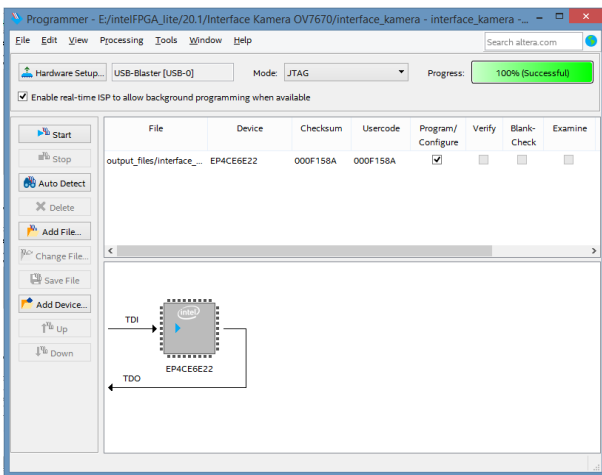 Programmer - E:/intelFPGA_lite/20.1/Interface Kamera OV7670/interface_kamera - interface_kamera -...
File Edit View Processing Tools Window Help
Search altera.com
Hardware Setup... USB-Blaster [USB-0] Mode: JTAG Progress: 100% (Successful)
Enable real-time ISP to allow background programming when available
Start
Stop
Auto Detect
Delete
Add File...
Change File...
Save File
Add Device...
Up
Down
File Device Checksum Usercode Program/ Verify Blank- Examine
Configure Check
output_files/interface_... EP4CE6E22 000F158A 000F158A
TDI
(intel)
EP4CE6E22
TDO